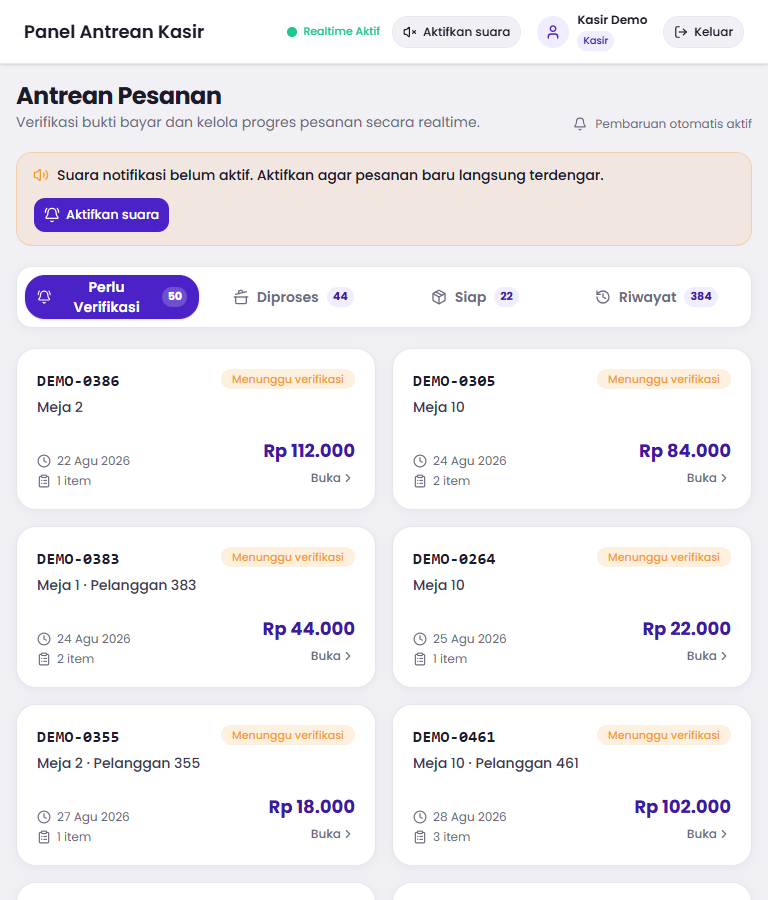 Panel Antrean Kasir
Realtime Aktif
Aktifkan suara
Kasir Demo
Kasir
Keluar
Antrean Pesanan
Verifikasi bukti bayar dan kelola progres pesanan secara realtime.
Pembaruan otomatis aktif
Suara notifikasi belum aktif. Aktifkan agar pesanan baru langsung terdengar.
Aktifkan suara
Perlu
Verifikasi
50
Diproses 44
Siap 22
Riwayat 384
DEMO-0386
Menunggu verifikasi
Meja 2
Rp 112.000
22 Agu 2026
1 item
Buka
DEMO-0305
Menunggu verifikasi
Meja 10
Rp 84.000
24 Agu 2026
2 item
Buka
DEMO-0383
Menunggu verifikasi
Meja 1 · Pelanggan 383
Rp 44.000
24 Agu 2026
2 item
Buka
DEMO-0264
Menunggu verifikasi
Meja 10
Rp 22.000
25 Agu 2026
1 item
Buka
DEMO-0355
Menunggu verifikasi
Meja 2 · Pelanggan 355
Rp 18.000
27 Agu 2026
1 item
Buka
DEMO-0461
Menunggu verifikasi
Meja 10 · Pelanggan 461
Rp 102.000
28 Agu 2026
3 item
Buka